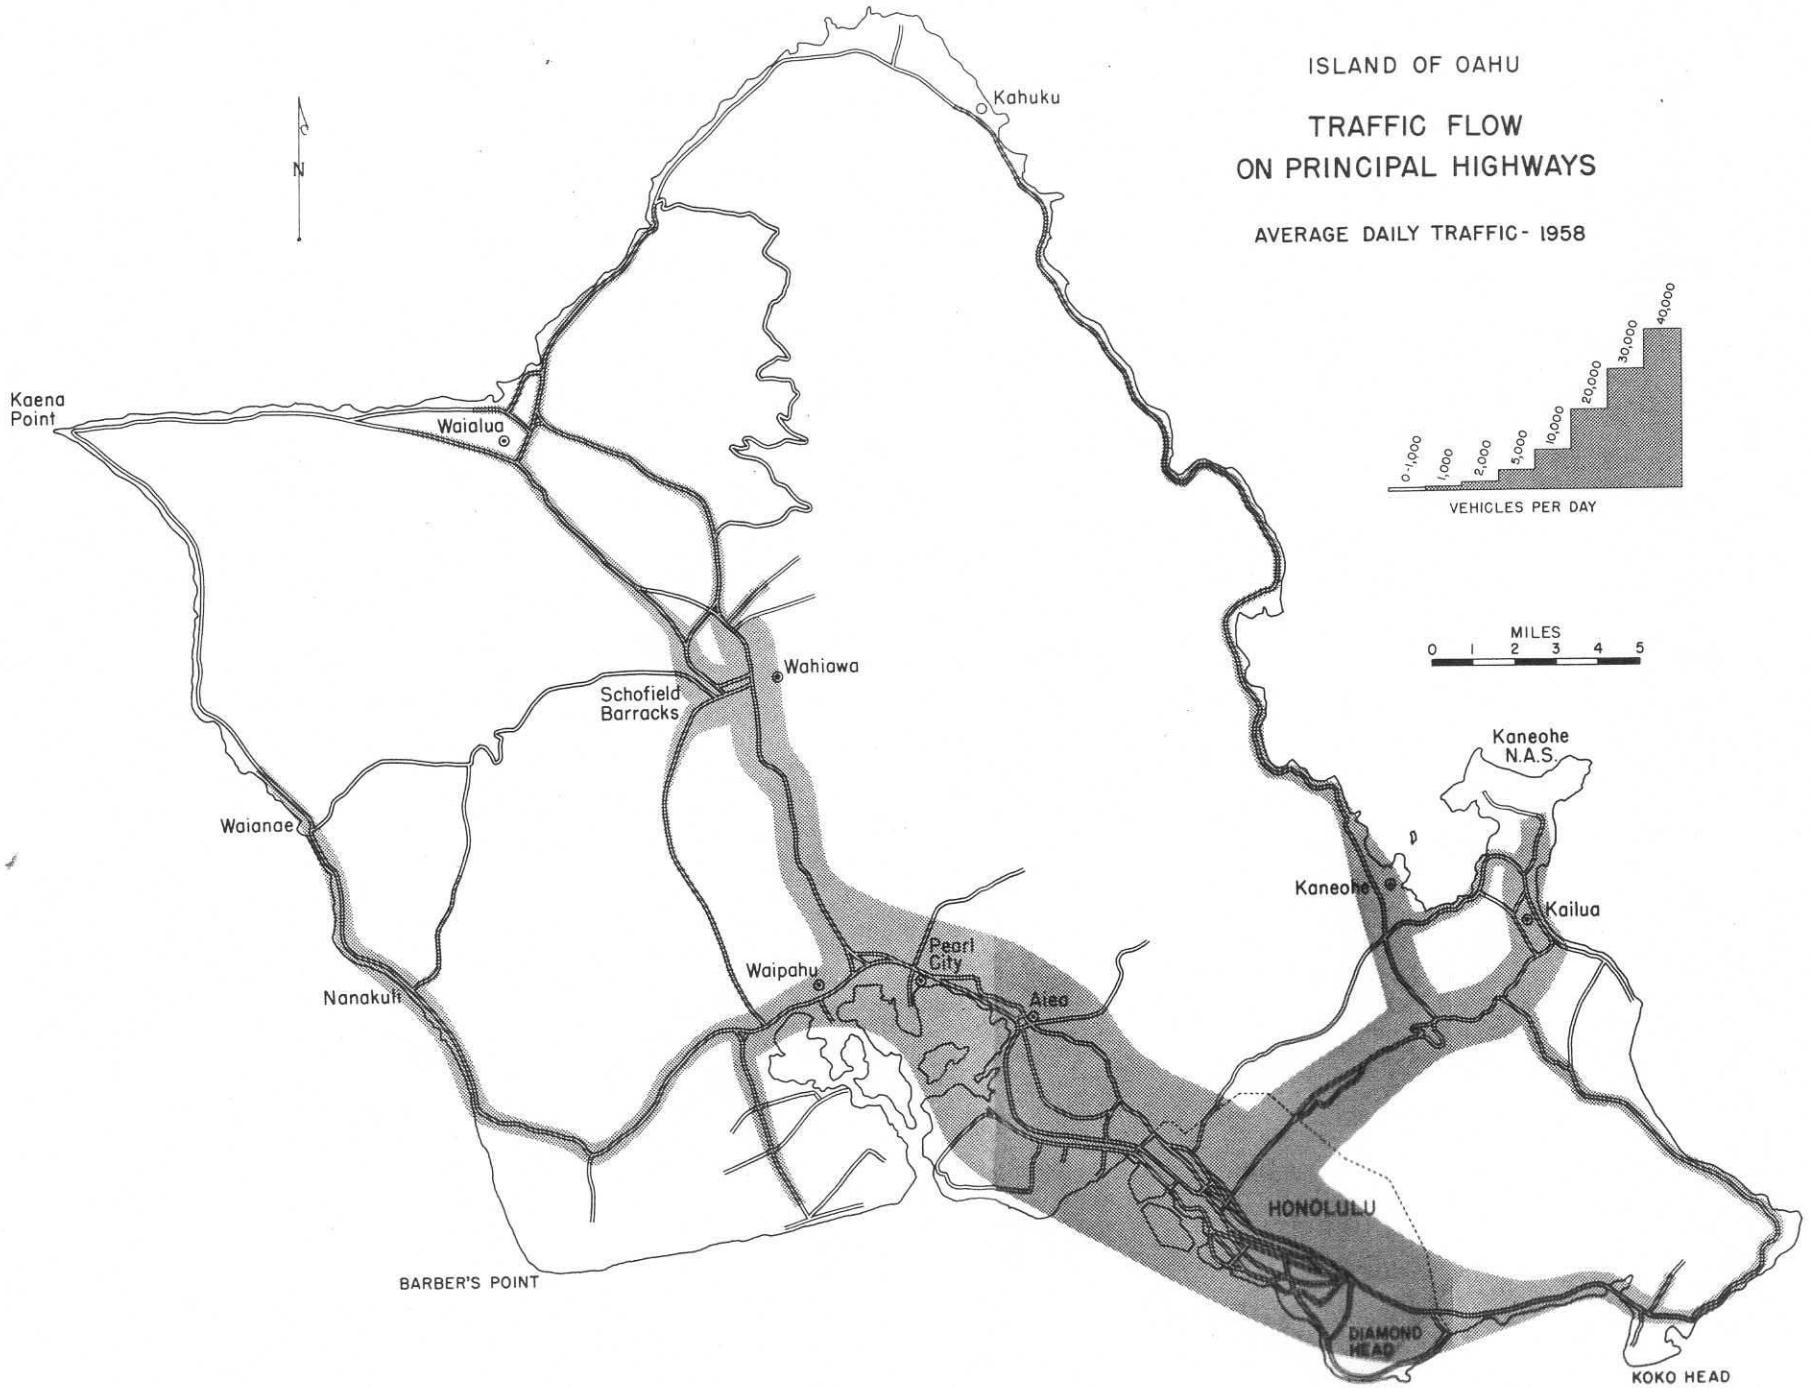 ISLAND OF OAHU
TRAFFIC FLOW
ON PRINCIPAL HIGHWAYS
AVERAGE DAILY TRAFFIC - 1958
N
Kahuku
0-1,000
1,000
2,000
5,000
10,000
20,000
30,000
40,000
VEHICLES PER DAY
Kaena
Point
Waialua
MILES
0 1 2 3 4 5
Wahiawa
Schofield
Barracks
Kaneohe
N.A.S.
Waianae
Kaneohe
Kailua
Pearl
City
Waipahu
Nanakuli
Aiea
HONOLULU
BARBER'S POINT
DIAMOND
HEAD
KOKO HEAD